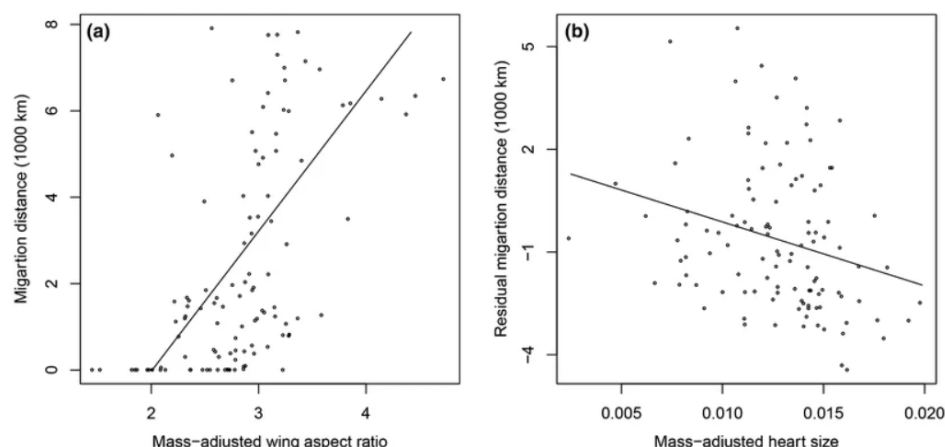 (a)
Migartion distance (1000 km)
8
6
4
2
0
2 3 4
Mass−adjusted wing aspect ratio
(b)
Residual migartion distance (1000 km)
5
2
−1
−4
0.005 0.010 0.015 0.020
Mass−adjusted heart size